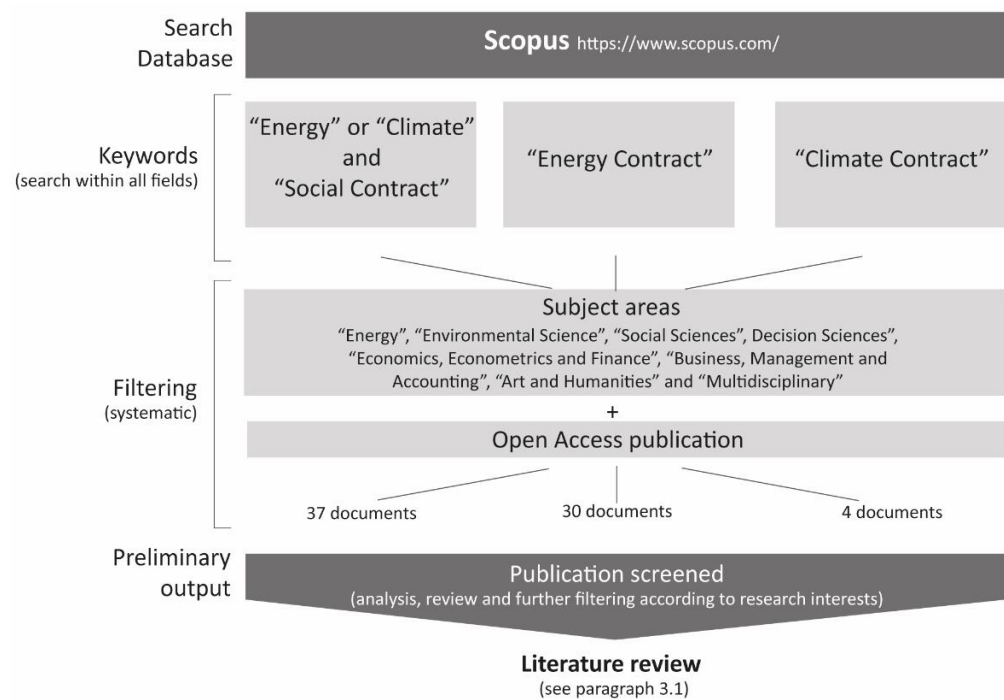 Search
Database
Scopus https://www.scopus.com/
Keywords
(search within all fields)
“Energy” or “Climate”
and
“Social Contract”
“Energy Contract”
“Climate Contract”
Filtering
(systematic)
Subject areas
“Energy”, “Environmental Science”, “Social Sciences”, Decision Sciences”,
“Economics, Econometrics and Finance”, “Business, Management and
Accounting”, “Art and Humanities” and “Multidisciplinary”
+
Open Access publication
37 documents
30 documents
4 documents
Preliminary
output
Publication screened
(analysis, review and further filtering according to research interests)
Literature review
(see paragraph 3.1)